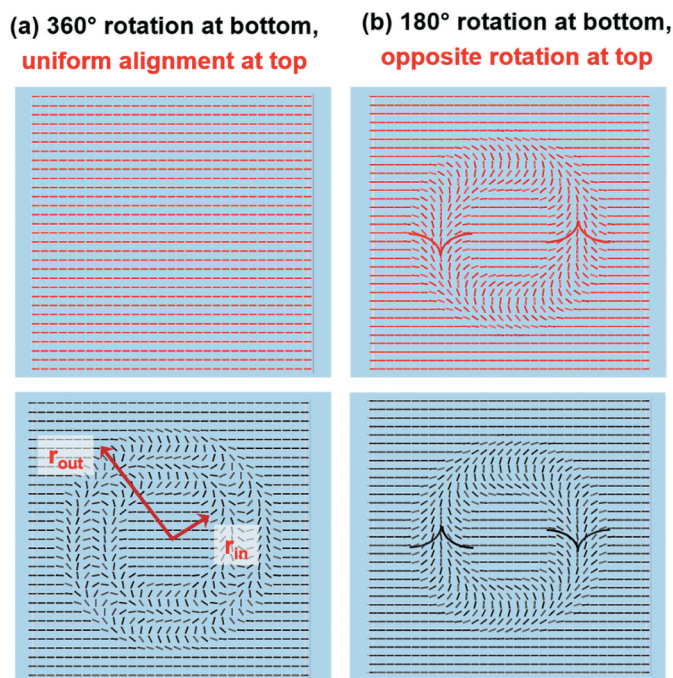 (a) 360° rotation at bottom,
uniform alignment at top
(b) 180° rotation at bottom,
opposite rotation at top
rout
rin